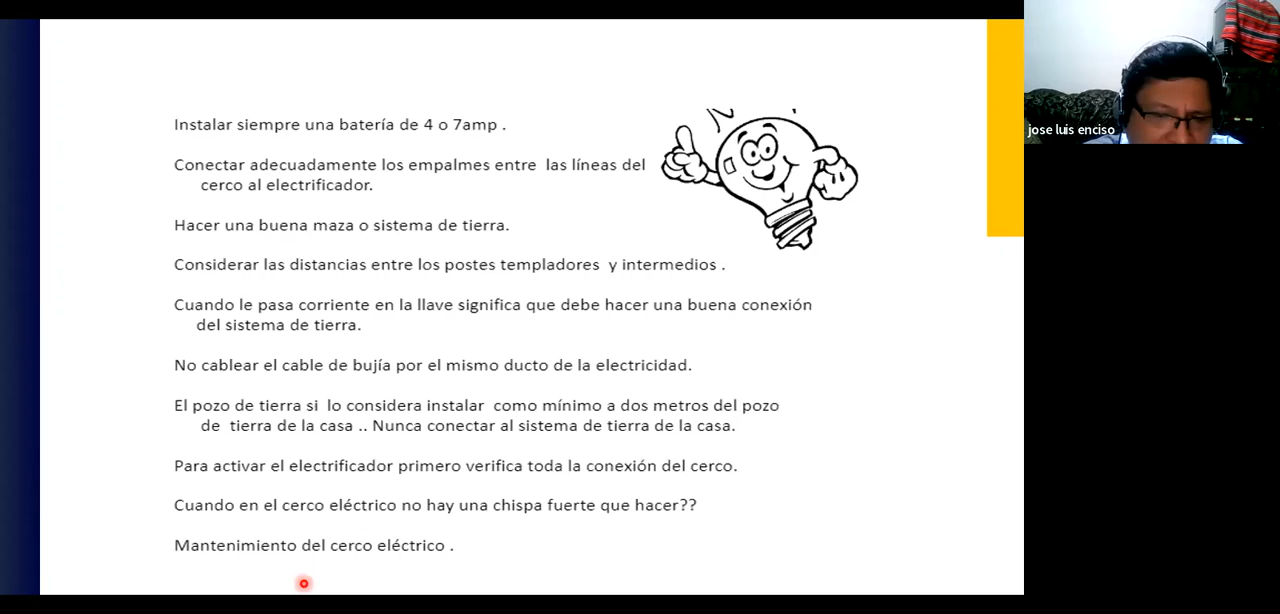 Instalar siempre una batería de 4 o 7amp .
Conectar adecuadamente los empalmes entre las líneas del
cerco al electrificador.
Hacer una buena maza o sistema de tierra.
Considerar las distancias entre los postes templadores y intermedios .
Cuando le pasa corriente en la llave significa que debe hacer una buena conexión
del sistema de tierra.
No cablear el cable de bujía por el mismo ducto de la electricidad.
El pozo de tierra si lo considera instalar como mínimo a dos metros del pozo
de tierra de la casa .. Nunca conectar al sistema de tierra de la casa.
Para activar el electrificador primero verifica toda la conexión del cerco.
Cuando en el cerco eléctrico no hay una chispa fuerte que hacer??
Mantenimiento del cerco eléctrico .
jose luis enciso